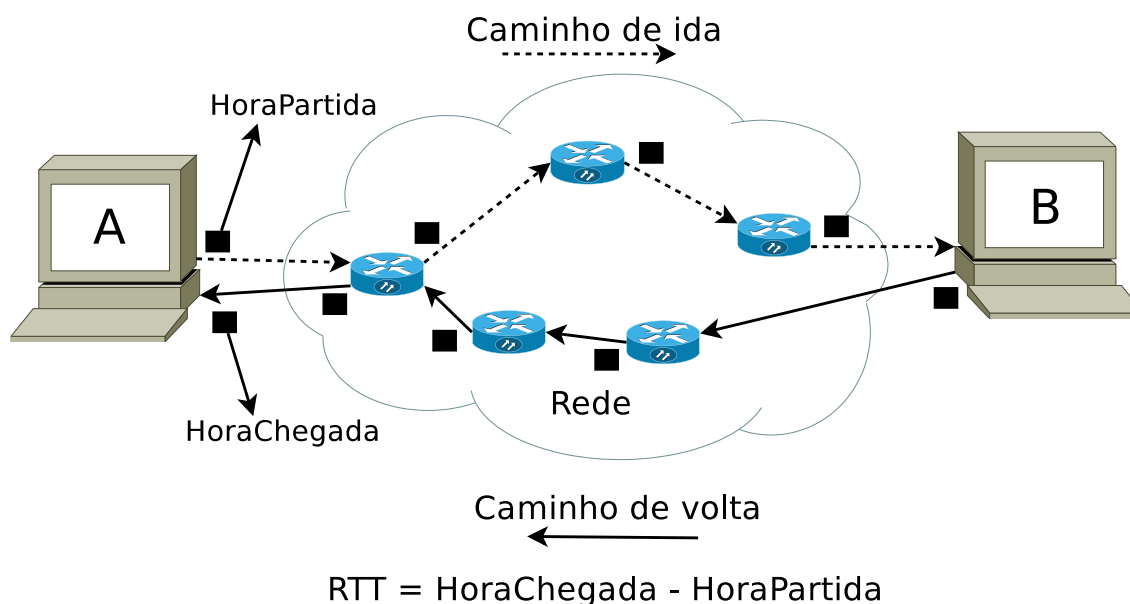 Caminho de ida
HoraPartida
A
B
Rede
HoraChegada
Caminho de volta
RTT = HoraChegada - HoraPartida